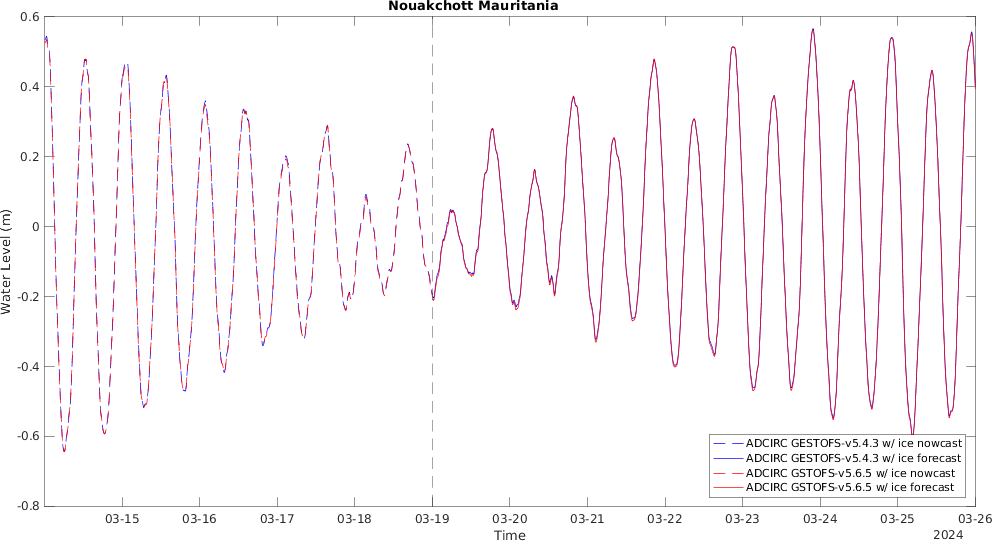 Nouakchott Mauritania
0.6
0.4
0.2
0
-0.2
-0.4
-0.6
-0.8
Water Level (m)
ADCIRC GESTOFS-v5.4.3 w/ ice nowcast
ADCIRC GESTOFS-v5.4.3 w/ ice forecast
ADCIRC GSTOFS-v5.6.5 w/ ice nowcast
ADCIRC GSTOFS-v5.6.5 w/ ice forecast
03-15 03-16 03-17 03-18 03-19 03-20 03-21 03-22 03-23 03-24 03-25 03-26
Time
2024